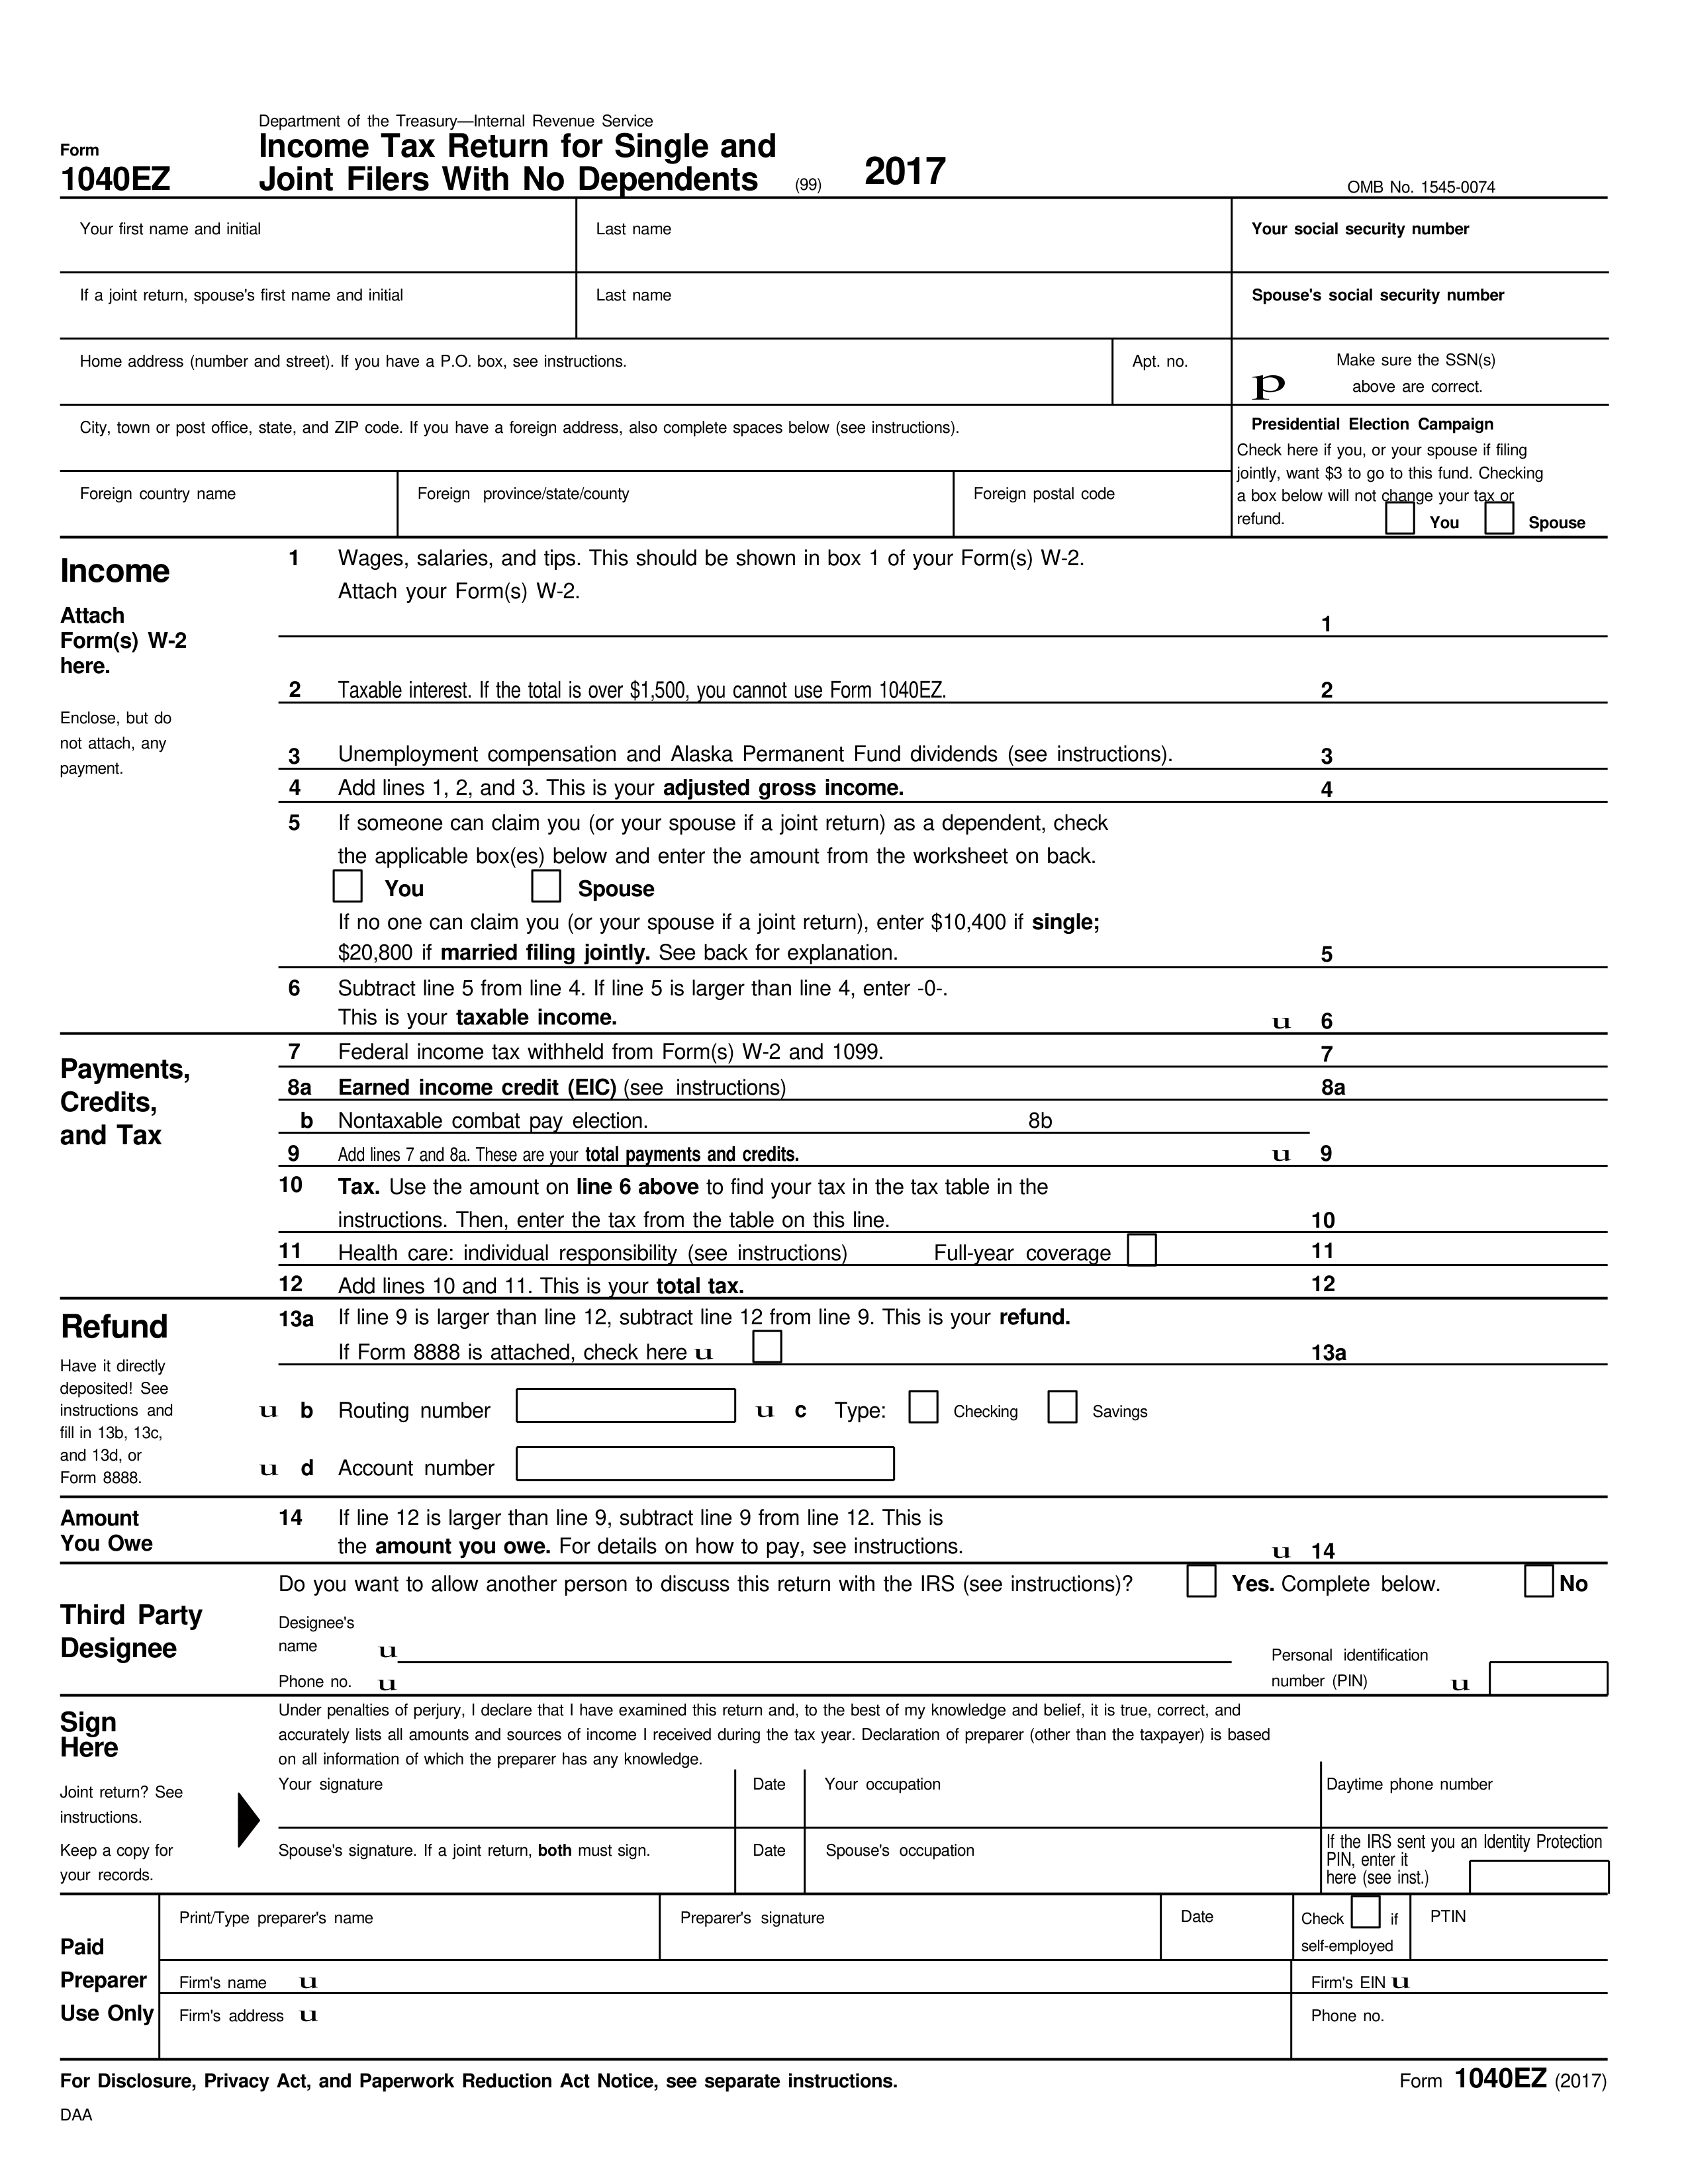 Department of the Treasury—Internal Revenue Service
Form
1040EZ
Income Tax Return for Single and
Joint Filers With No Dependents (99)
2017
OMB No. 1545-0074
Your first name and initial
Last name
Your social security number
If a joint return, spouse's first name and initial
Last name
Spouse's social security number
Home address (number and street). If you have a P.O. box, see instructions.
Apt. no.
p
Make sure the SSN(s)
above are correct.
City, town or post office, state, and ZIP code. If you have a foreign address, also complete spaces below (see instructions).
Presidential Election Campaign
Check here if you, or your spouse if filing
jointly, want $3 to go to this fund. Checking
a box below will not change your tax or
refund.
You
Spouse
Foreign country name
Foreign province/state/county
Foreign postal code
Income
Attach
Form(s) W-2
here.
Enclose, but do
not attach, any
payment.
1 Wages, salaries, and tips. This should be shown in box 1 of your Form(s) W-2.
Attach your Form(s) W-2.
1
2 Taxable interest. If the total is over $1,500, you cannot use Form 1040EZ. 2
3 Unemployment compensation and Alaska Permanent Fund dividends (see instructions). 3
4 Add lines 1, 2, and 3. This is your adjusted gross income. 4
5 If someone can claim you (or your spouse if a joint return) as a dependent, check
the applicable box(es) below and enter the amount from the worksheet on back.
You Spouse
If no one can claim you (or your spouse if a joint return), enter $10,400 if single;
$20,800 if married filing jointly. See back for explanation. 5
6 Subtract line 5 from line 4. If line 5 is larger than line 4, enter -0-.
This is your taxable income. u 6
Payments,
Credits,
and Tax
7 Federal income tax withheld from Form(s) W-2 and 1099. 7
8a Earned income credit (EIC) (see instructions) 8a
b Nontaxable combat pay election. 8b
9 Add lines 7 and 8a. These are your total payments and credits. u 9
10 Tax. Use the amount on line 6 above to find your tax in the tax table in the
instructions. Then, enter the tax from the table on this line. 10
11 Health care: individual responsibility (see instructions) Full-year coverage 11
12 Add lines 10 and 11. This is your total tax. 12
Refund
Have it directly
deposited! See
instructions and
fill in 13b, 13c,
and 13d, or
Form 8888.
13a If line 9 is larger than line 12, subtract line 12 from line 9. This is your refund.
If Form 8888 is attached, check here u 13a
u b Routing number u c Type: Checking Savings
u d Account number
Amount
You Owe
14 If line 12 is larger than line 9, subtract line 9 from line 12. This is
the amount you owe. For details on how to pay, see instructions. u 14
Third Party
Designee
Do you want to allow another person to discuss this return with the IRS (see instructions)? Yes. Complete below. No
Designee's
name u
Phone no. u
Personal identification
number (PIN) u
Sign
Here
Joint return? See
instructions.
Keep a copy for
your records.
Under penalties of perjury, I declare that I have examined this return and, to the best of my knowledge and belief, it is true, correct, and
accurately lists all amounts and sources of income I received during the tax year. Declaration of preparer (other than the taxpayer) is based
on all information of which the preparer has any knowledge.
Your signature
Date
Your occupation
Daytime phone number
Spouse's signature. If a joint return, both must sign.
Date
Spouse's occupation
If the IRS sent you an Identity Protection
PIN, enter it
here (see inst.)
Paid
Preparer
Use Only
Print/Type preparer's name
Preparer's signature
Date
Check if
self-employed
PTIN
Firm's name u
Firm's EIN u
Firm's address u
Phone no.
For Disclosure, Privacy Act, and Paperwork Reduction Act Notice, see separate instructions.
Form 1040EZ (2017)
DAA